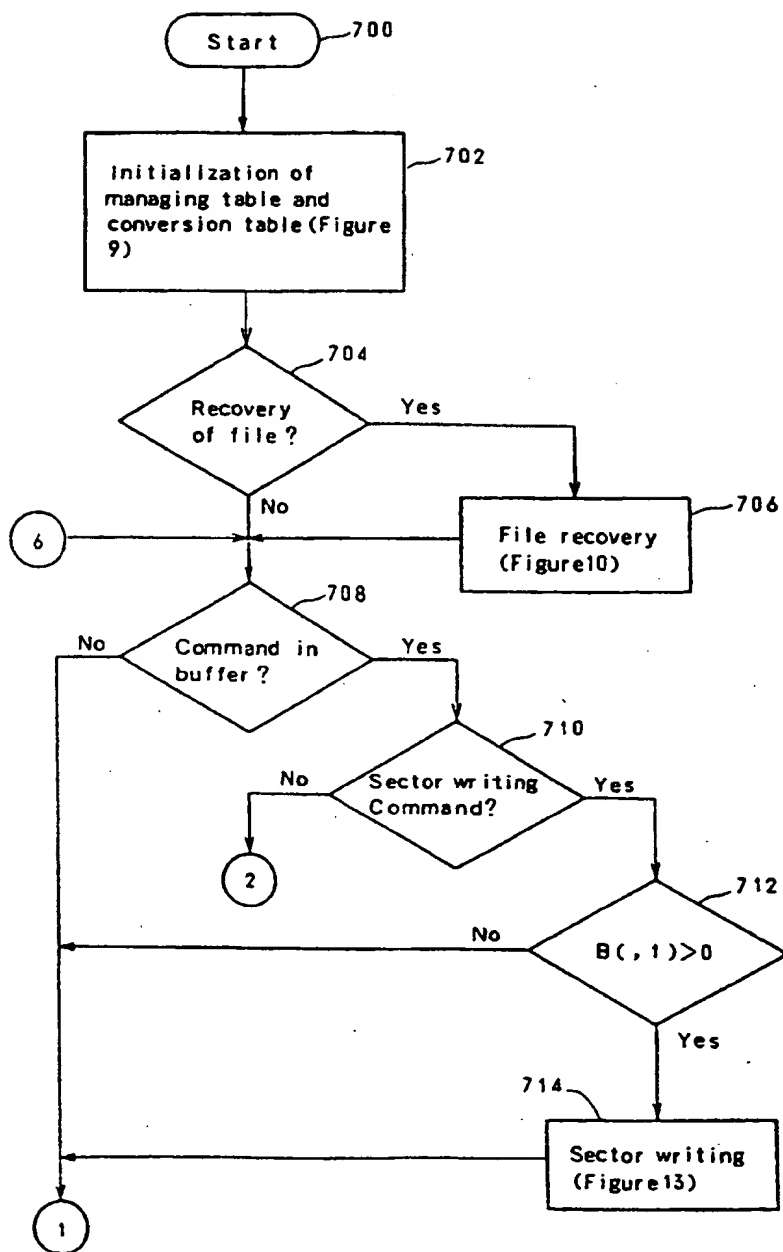 Start
700
702
Initialization of
managing table and
conversion table(Figure
9)
704
Recovery
of file?
Yes
No
706
6
File recovery
(Figure10)
708
No
Command in
buffer?
Yes
710
No
Sector writing
Command?
Yes
2
712
No
B(,1)>0
Yes
714
Sector writing
(Figure13)
1